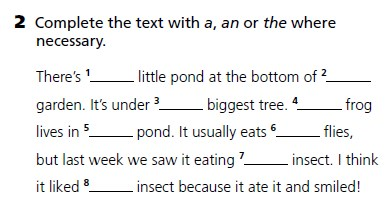 2 Complete the text with a, an or the where
necessary.
There's 1______ little pond at the bottom of 2______
garden. It's under 3______ biggest tree. 4______ frog
lives in 5______ pond. It usually eats 6______ flies,
but last week we saw it eating 7______ insect. I think
it liked 8______ insect because it ate it and smiled!